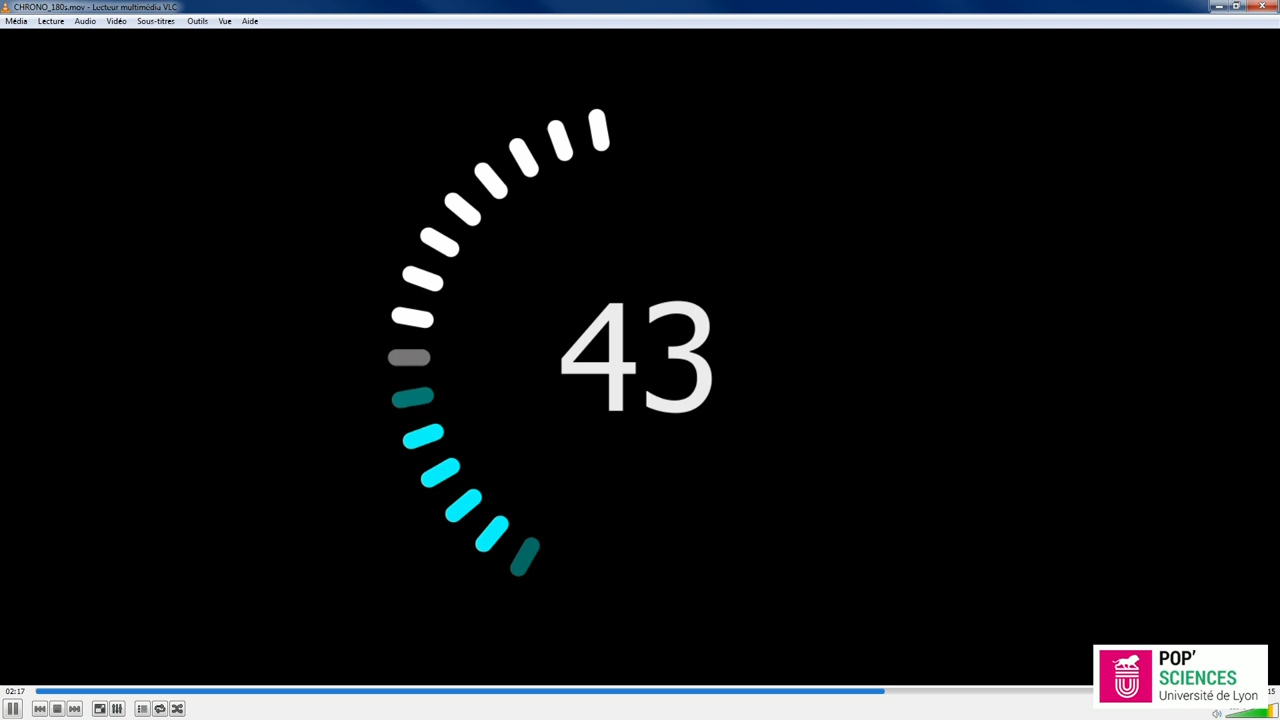 CHRONO_180s.mov - Lecteur multimédia VLC
Média Lecture Audio Vidéo Sous-titres Outils Vue Aide
43
POP'
SCIENCES
Université de Lyon
02:17
15